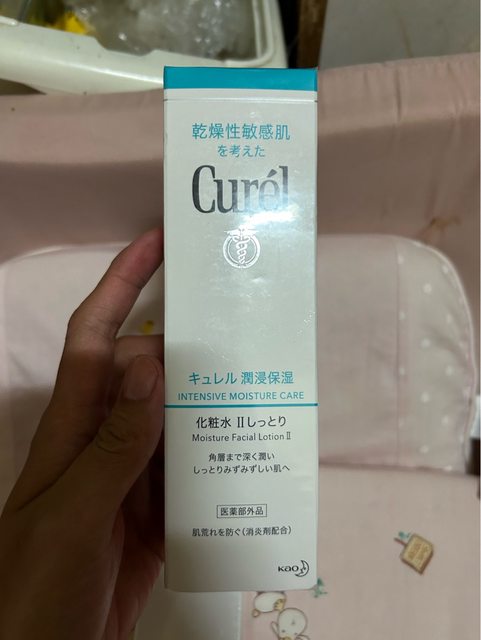 乾燥性敏感肌
を考えた
Curél
キュレル 潤浸保湿
INTENSIVE MOISTURE CARE
化粧水 IIしっとり
Moisture Facial Lotion II
角層まで深く潤い
しっとりみずみずしい肌へ
医薬部外品
肌荒れを防ぐ(消炎剤配合)
Kao